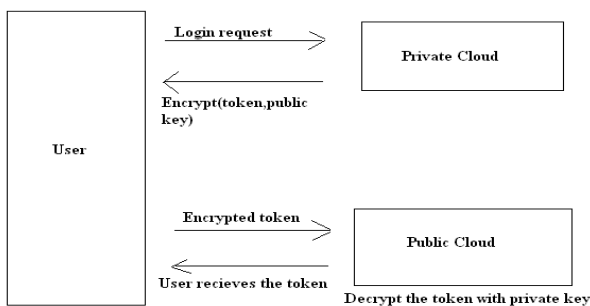 Login request
Private Cloud
Encrypt(token,public
key)
User
Encrypted token
Public Cloud
User recieves the token
Decrypt the token with private key